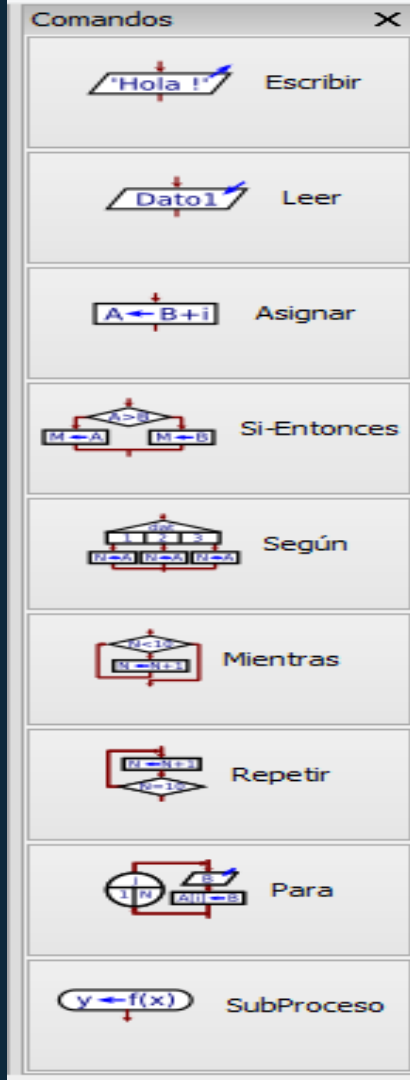 Comandos
'Hola !' Escribir
Dato1 Leer
A←B+i Asignar
A>B
M←A M←B Si-Entonces
dat
1 2 3 Según
N←A N←A N←A
N<10
N←N+1 Mientras
N←N+1
N=10 Repetir
B
1 N A[i]←B Para
y←f(x) SubProceso